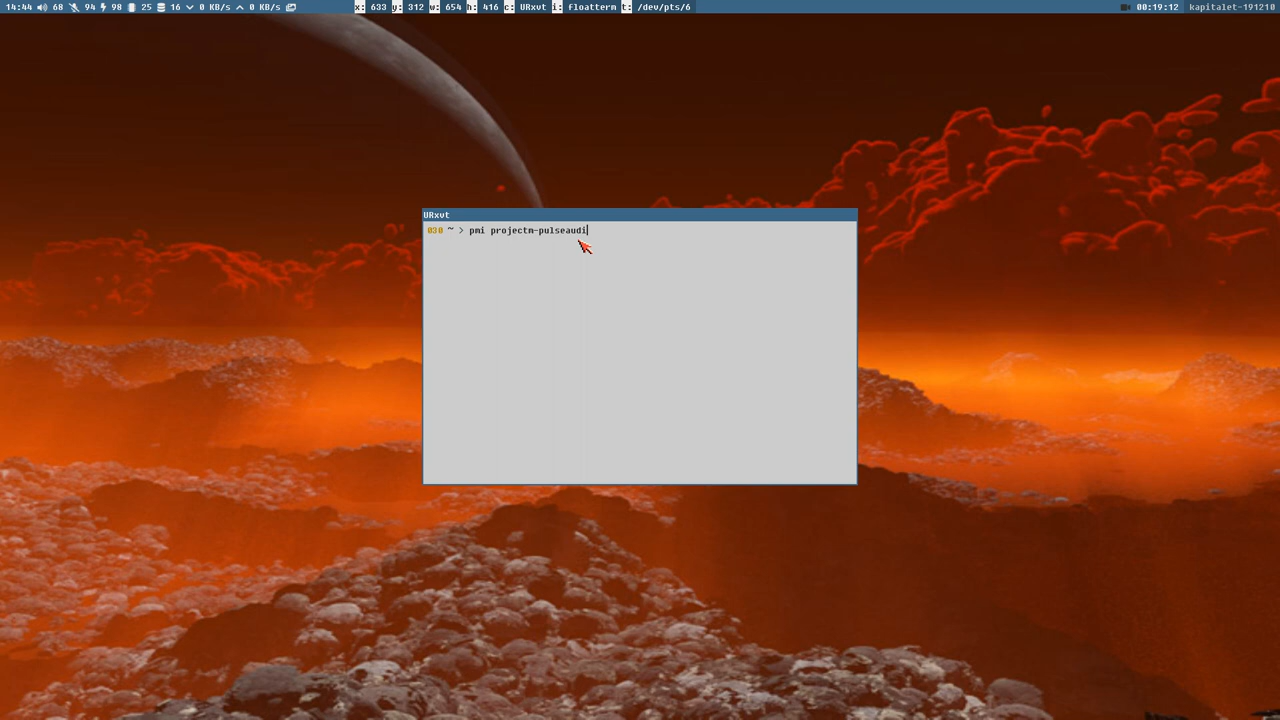 14:44 68 94 98 25 16 0 KB/s 0 KB/s x: 633 y: 312 w: 654 h: 416 c: URxvt i: floatterm t: /dev/pts/6 00:19:12 kapitalet-191210
URxvt
030 ~ > pmi projectm-pulseaudi